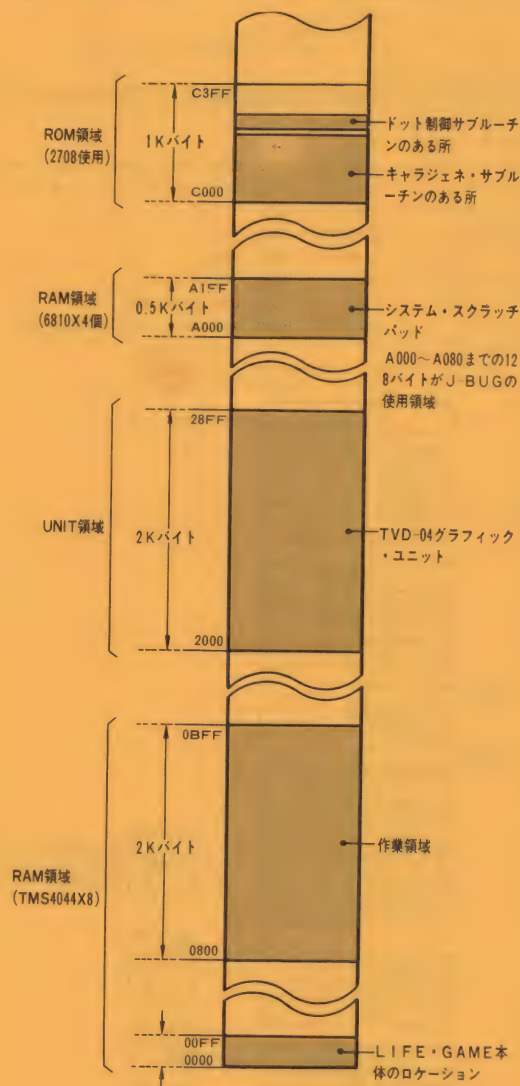 C3FF
ROM領域
(2708使用)
1Kバイト
C000
ドット制御サブルーチ
ンのある所
キャラジェネ・サブル
ーチンのある所
A1FF
RAM領域
(6810X4個)
0.5Kバイト
A000
システム・スクラッチ
パッド
A000〜A080までの12
8バイトがJ-BUGの
使用領域
28FF
UNIT領域
2Kバイト
2000
TVD-04グラフィック
・ユニット
0BFF
RAM領域
(TMS4044X8)
2Kバイト
0800
作業領域
00FF
0000
LIFE・GAME本
体のロケーション